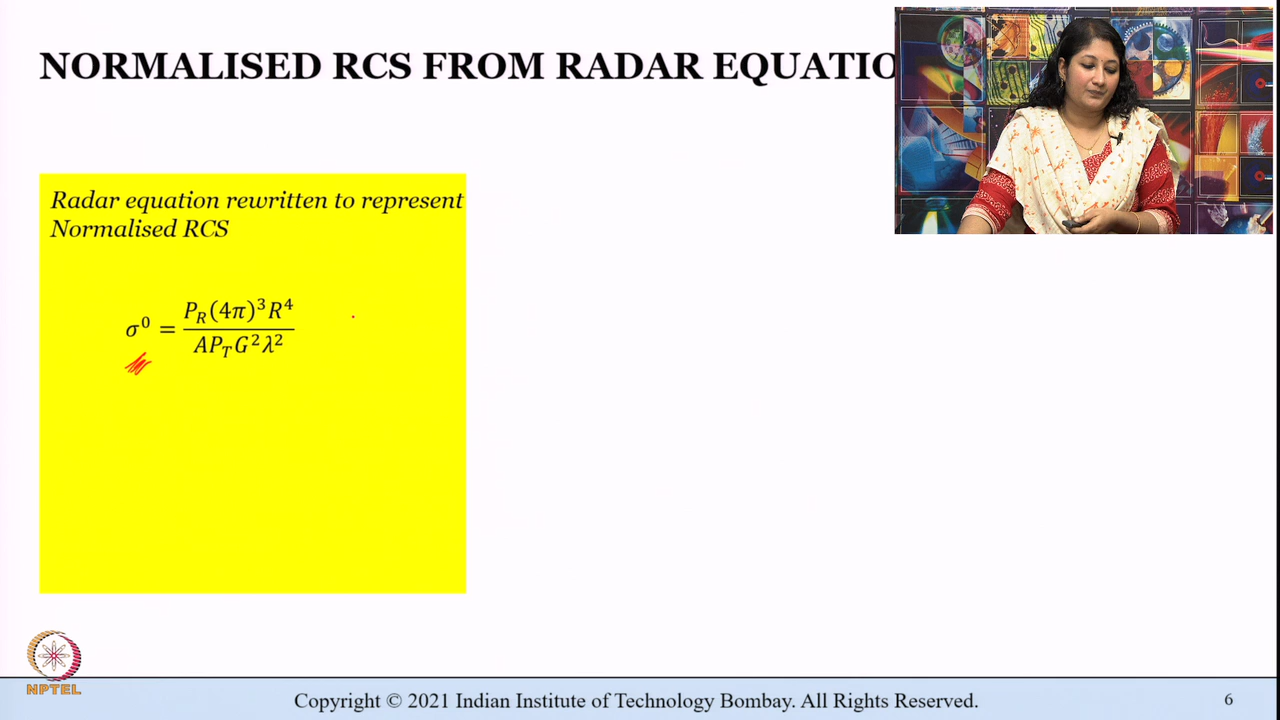 NORMALISED RCS FROM RADAR EQUATIO
Radar equation rewritten to represent
Normalised RCS
σ⁰ = P_R(4π)³R⁴ / AP_TG²λ²
NPTEL
Copyright © 2021 Indian Institute of Technology Bombay. All Rights Reserved.
6